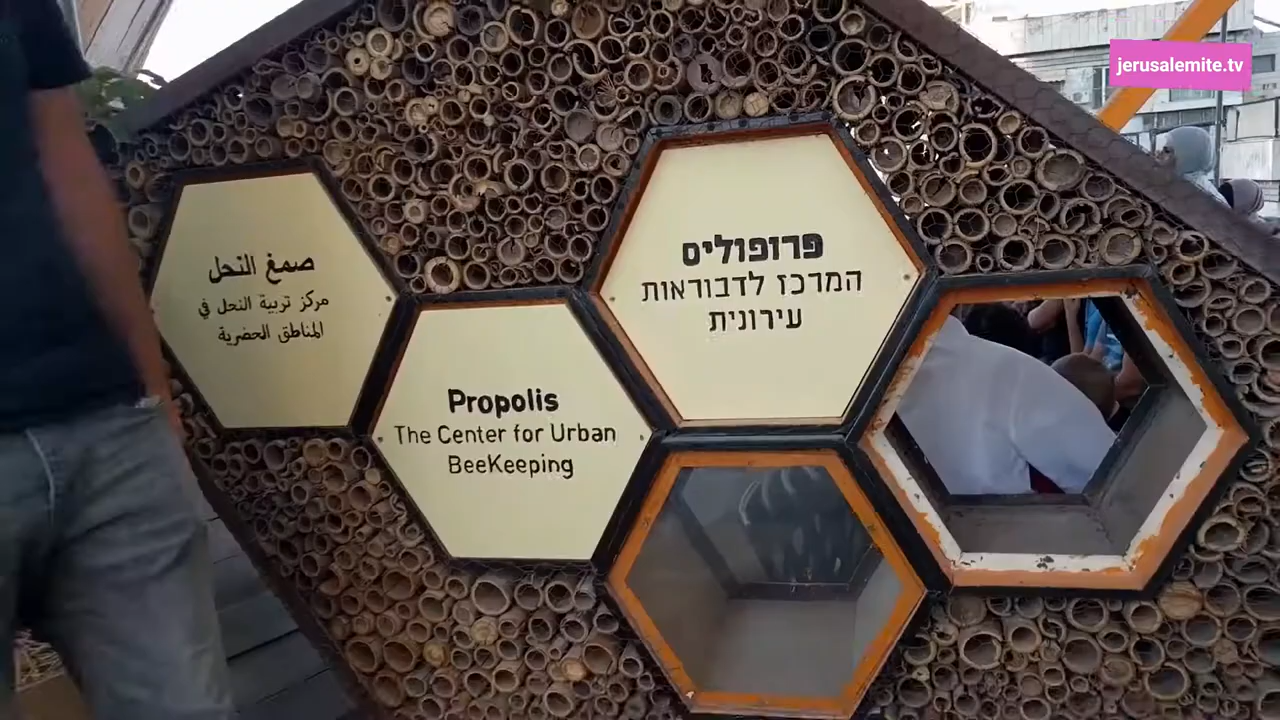 jerusalemite.tv
صمغ النحل
مركز تربية النحل في
المناطق الحضرية
Propolis
The Center for Urban
BeeKeeping
פרופוליס
המרכז לדבוראות
עירונית